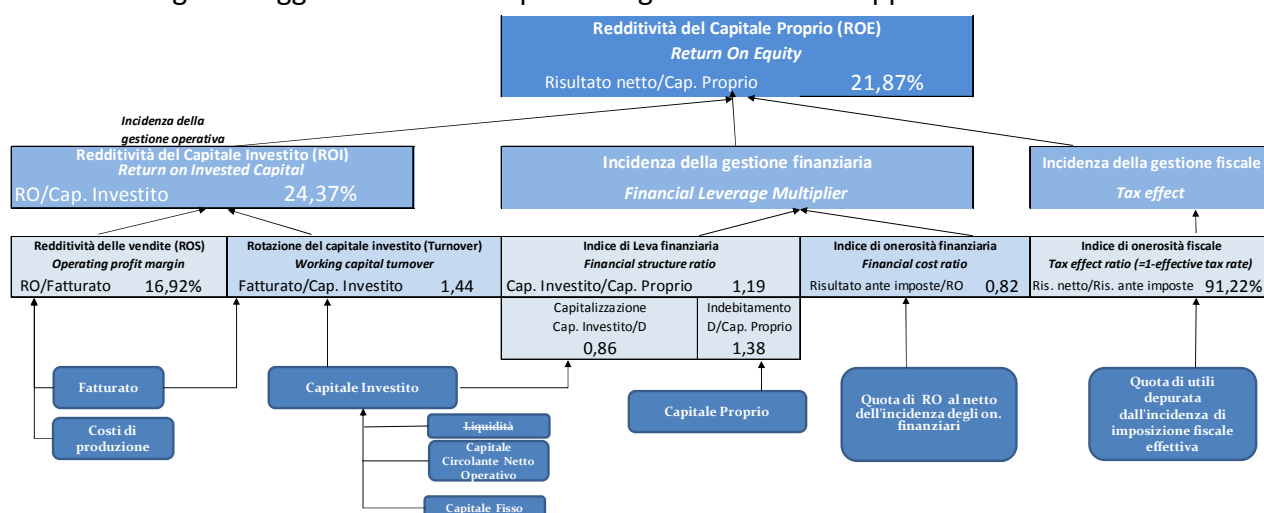 Redditività del Capitale Proprio (ROE)
Return On Equity
Risultato netto/Cap. Proprio 21,87%
Incidenza della
gestione operativa
Redditività del Capitale Investito (ROI)
Return on Invested Capital
RO/Cap. Investito 24,37%
Incidenza della gestione finanziaria
Financial Leverage Multiplier
Incidenza della gestione fiscale
Tax effect
Redditività delle vendite (ROS)
Operating profit margin
RO/Fatturato 16,92%
Rotazione del capitale investito (Turnover)
Working capital turnover
Fatturato/Cap. Investito 1,44
Indice di Leva finanziaria
Financial structure ratio
Cap. Investito/Cap. Proprio 1,19
Indice di onerosità finanziaria
Financial cost ratio
Risultato ante imposte/RO 0,82
Indice di onerosità fiscale
Tax effect ratio (=1-effective tax rate)
Ris. netto/Ris. ante imposte 91,22%
Capitalizzazione
Cap. Investito/D
0,86
Indebitamento
D/Cap. Proprio
1,38
Fatturato
Costi di
produzione
Capitale Investito
Liquidità
Capitale
Circolante Netto
Operativo
Capitale Fisso
Capitale Proprio
Quota di RO al netto
dell'incidenza degli on.
finanziari
Quota di utili
depurata
dall'incidenza di
imposizione fiscale
effettiva